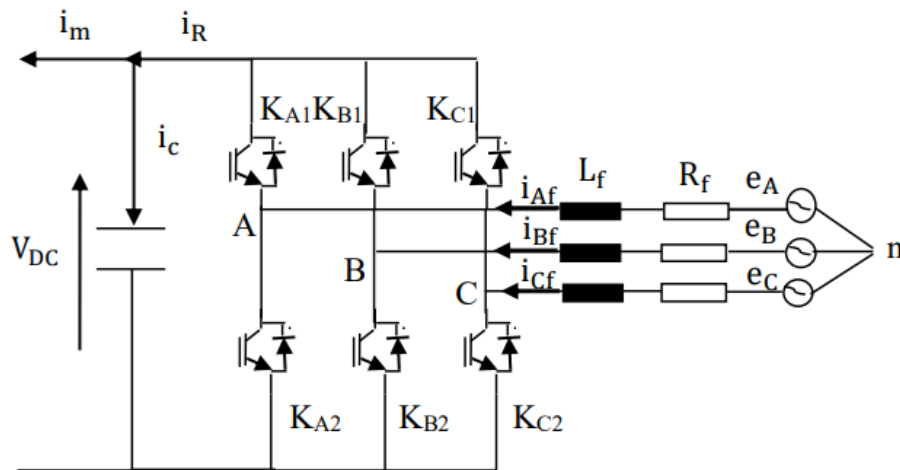 i_m
i_R
K_A1 K_B1
K_C1
i_c
L_f
R_f
e_A
i_Af
A
V_DC
i_Bf
e_B
n
B
i_Cf
e_C
C
K_A2
K_B2
K_C2